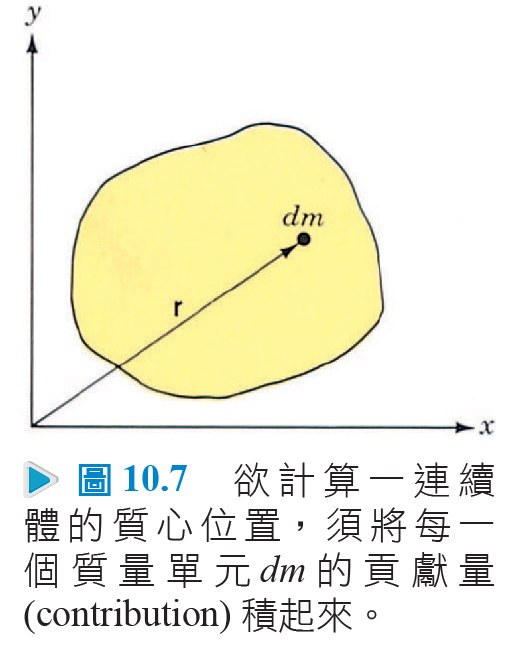 y
dm
r
x
圖 10.7 欲計算一連續
體的質心位置，須將每一
個質量單元 dm 的貢獻量
(contribution) 積起來。